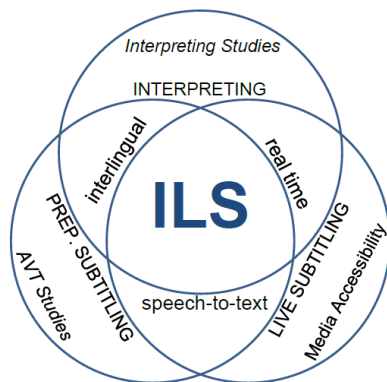 Interpreting Studies
INTERPRETING
interlingual
real time
ILS
PREP. SUBTITLING
LIVE SUBTITLING
AVT Studies
Media Accessibility
speech-to-text